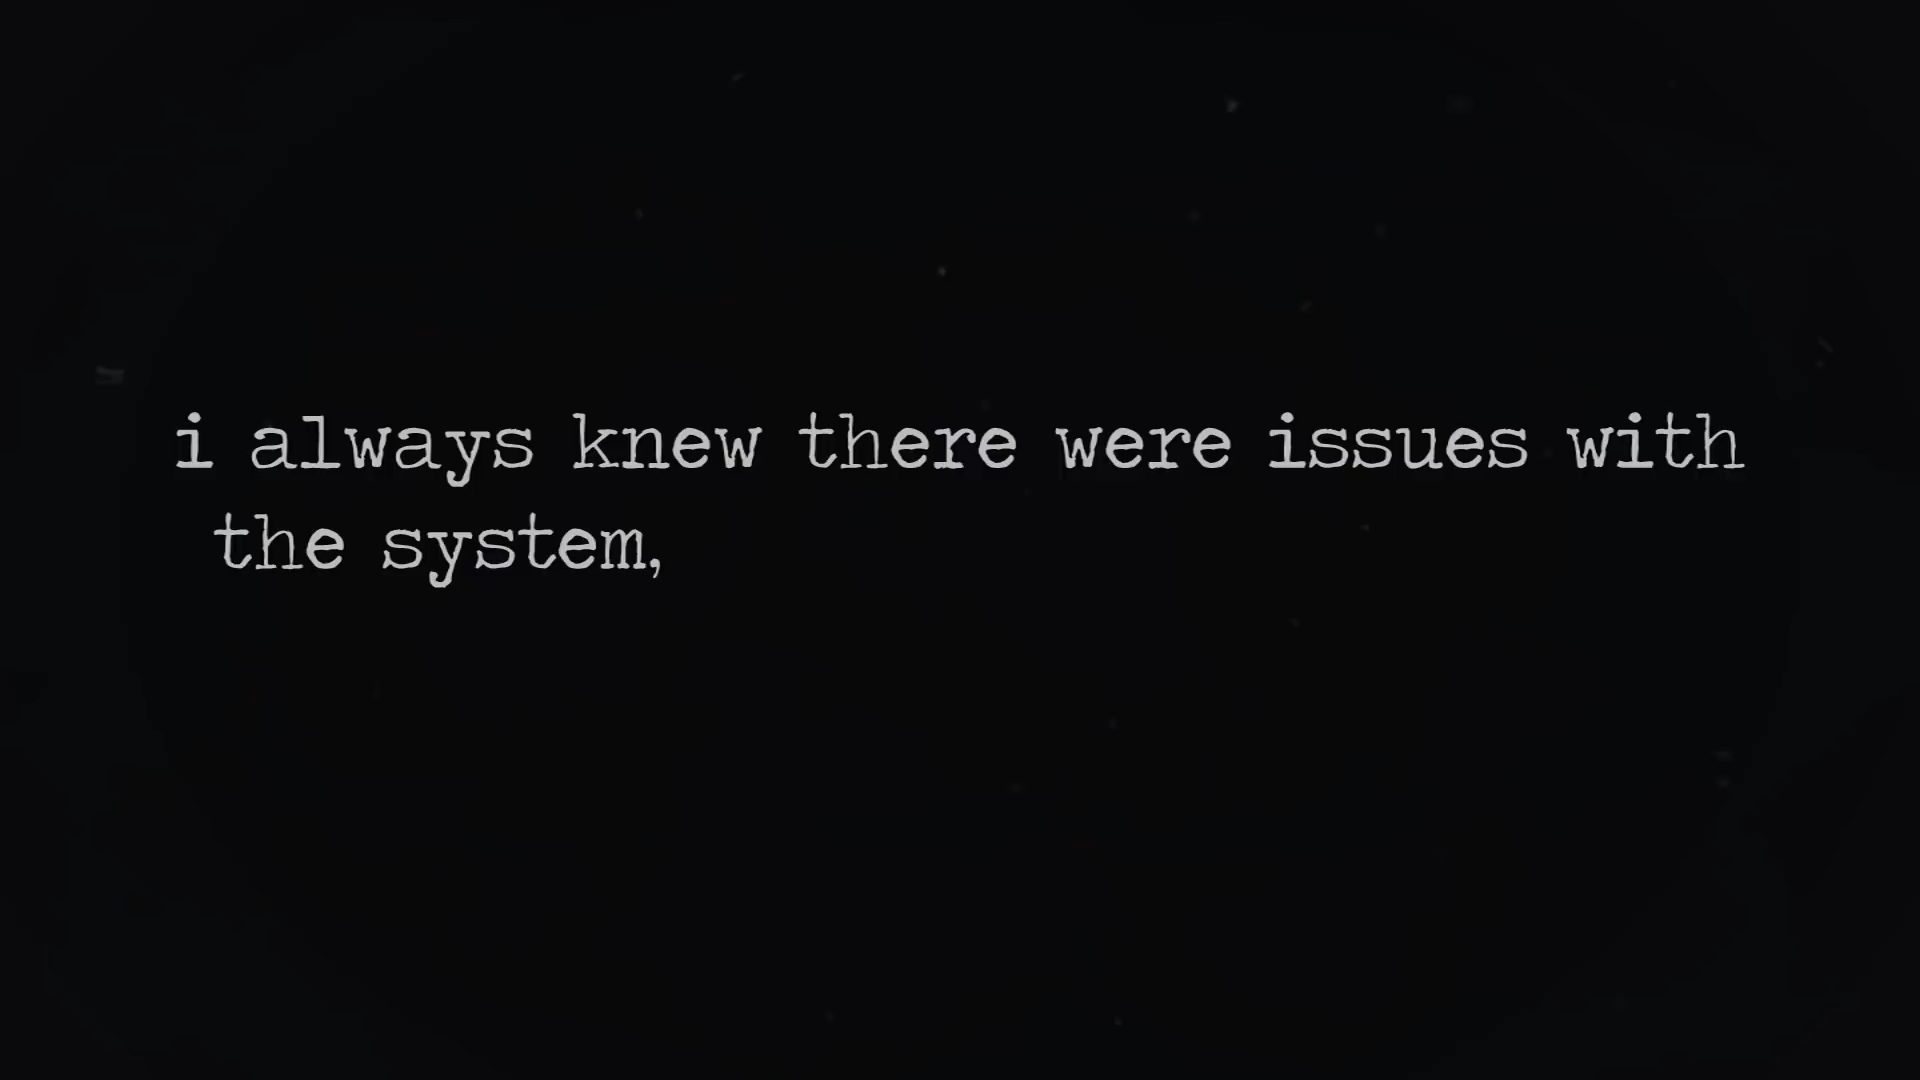 i always knew there were issues with
the system,